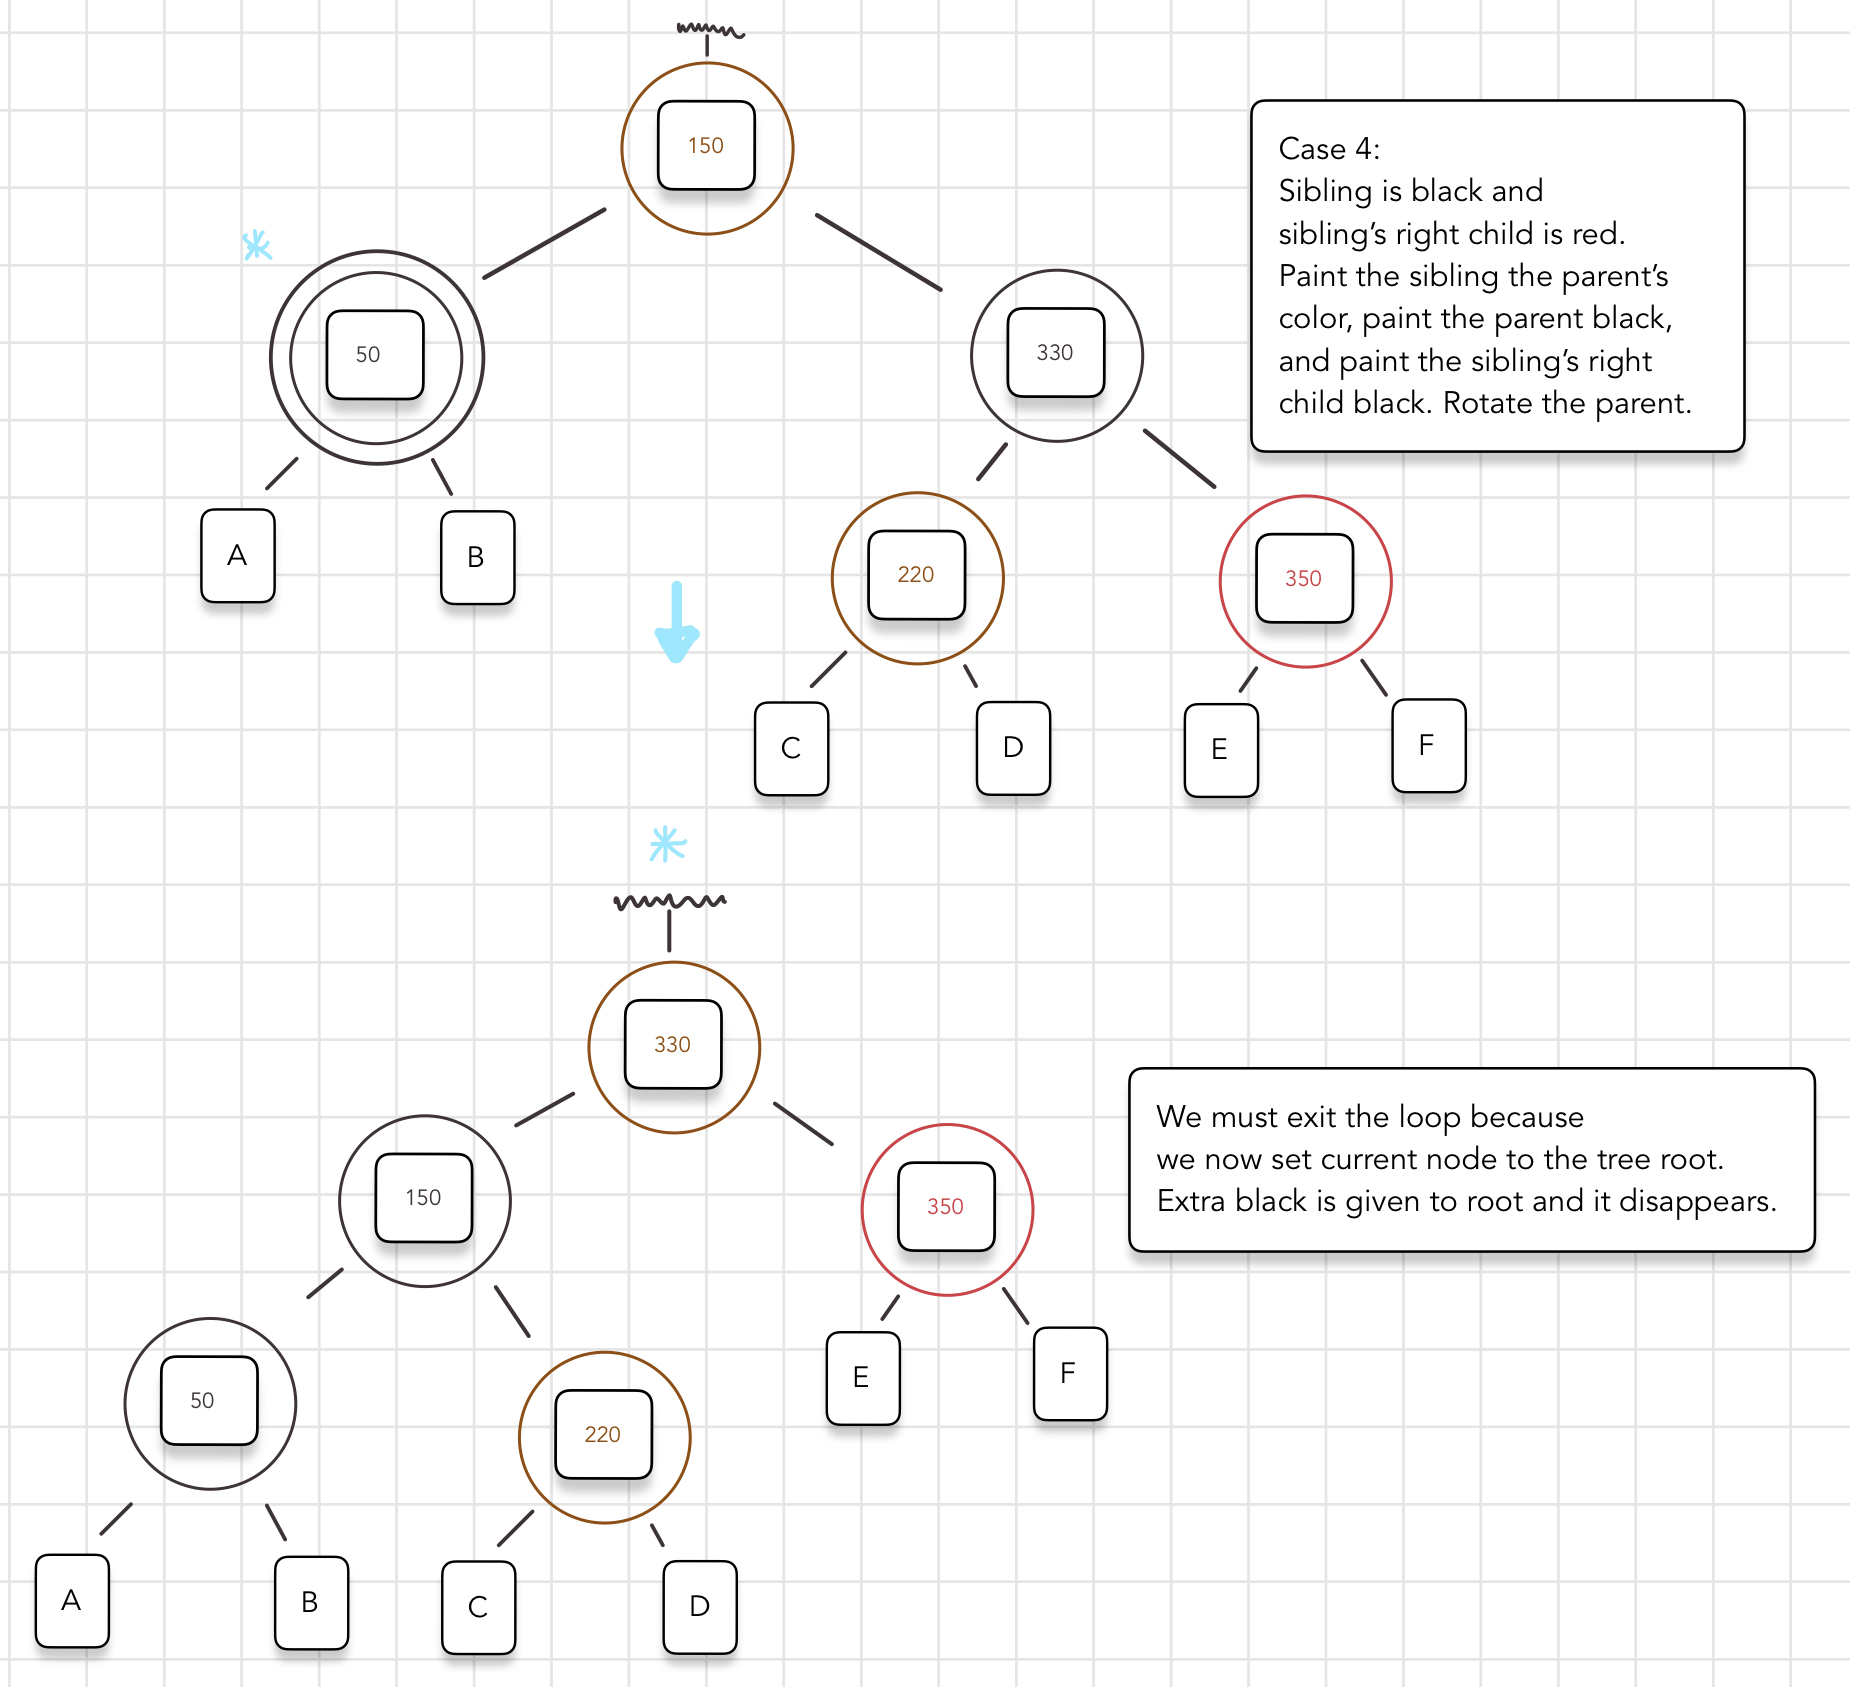 150
Case 4:
Sibling is black and
sibling's right child is red.
Paint the sibling the parent's
color, paint the parent black,
and paint the sibling's right
child black. Rotate the parent.
50
330
A
B
220
350
C
D
E
F
330
We must exit the loop because
we now set current node to the tree root.
Extra black is given to root and it disappears.
150
350
E
F
50
220
A
B
C
D